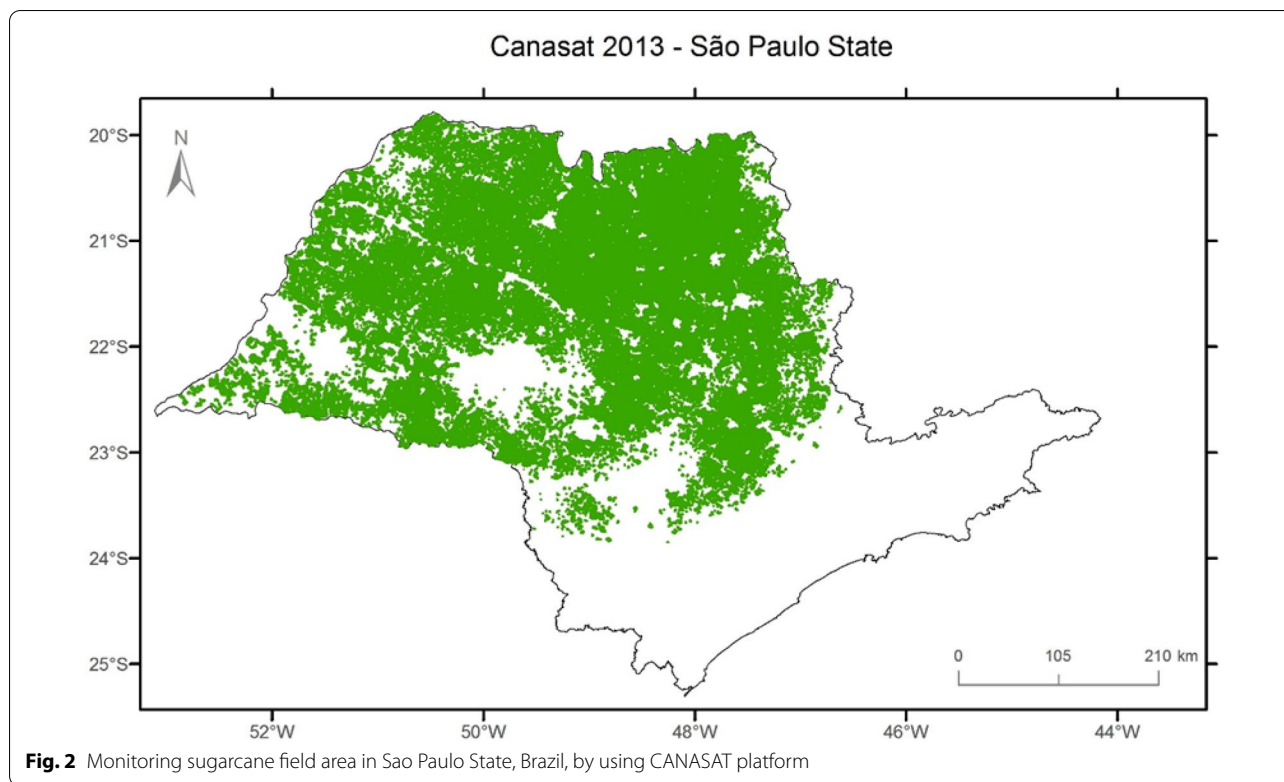 Canasat 2013 - São Paulo State
N
20°S
21°S
22°S
23°S
24°S
25°S
0 105 210 km
52°W 50°W 48°W 46°W 44°W
Fig. 2 Monitoring sugarcane field area in Sao Paulo State, Brazil, by using CANASAT platform